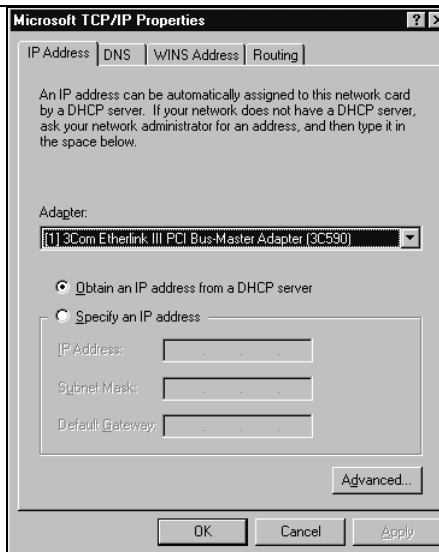 Microsoft TCP/IP Properties ? X
IP Address DNS WINS Address Routing
An IP address can be automatically assigned to this network card
by a DHCP server. If your network does not have a DHCP server,
ask your network administrator for an address, and then type it in
the space below.
Adapter:
[1] 3Com Etherlink III PCI Bus-Master Adapter (3C590)
Obtain an IP address from a DHCP server
Specify an IP address
IP Address:
Subnet Mask:
Default Gateway:
Advanced...
OK Cancel Apply